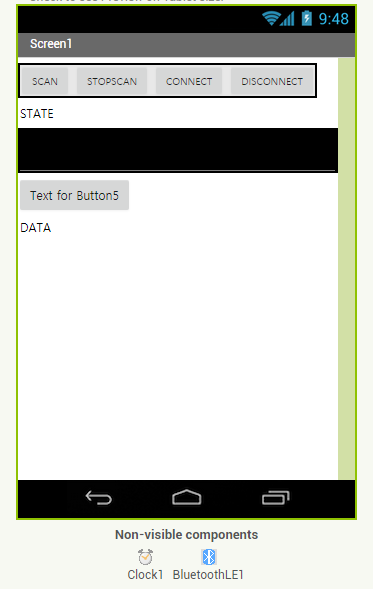 9:48
Screen1
SCAN STOPSCAN CONNECT DISCONNECT
STATE
Text for Button5
DATA
Non-visible components
Clock1 BluetoothLE1